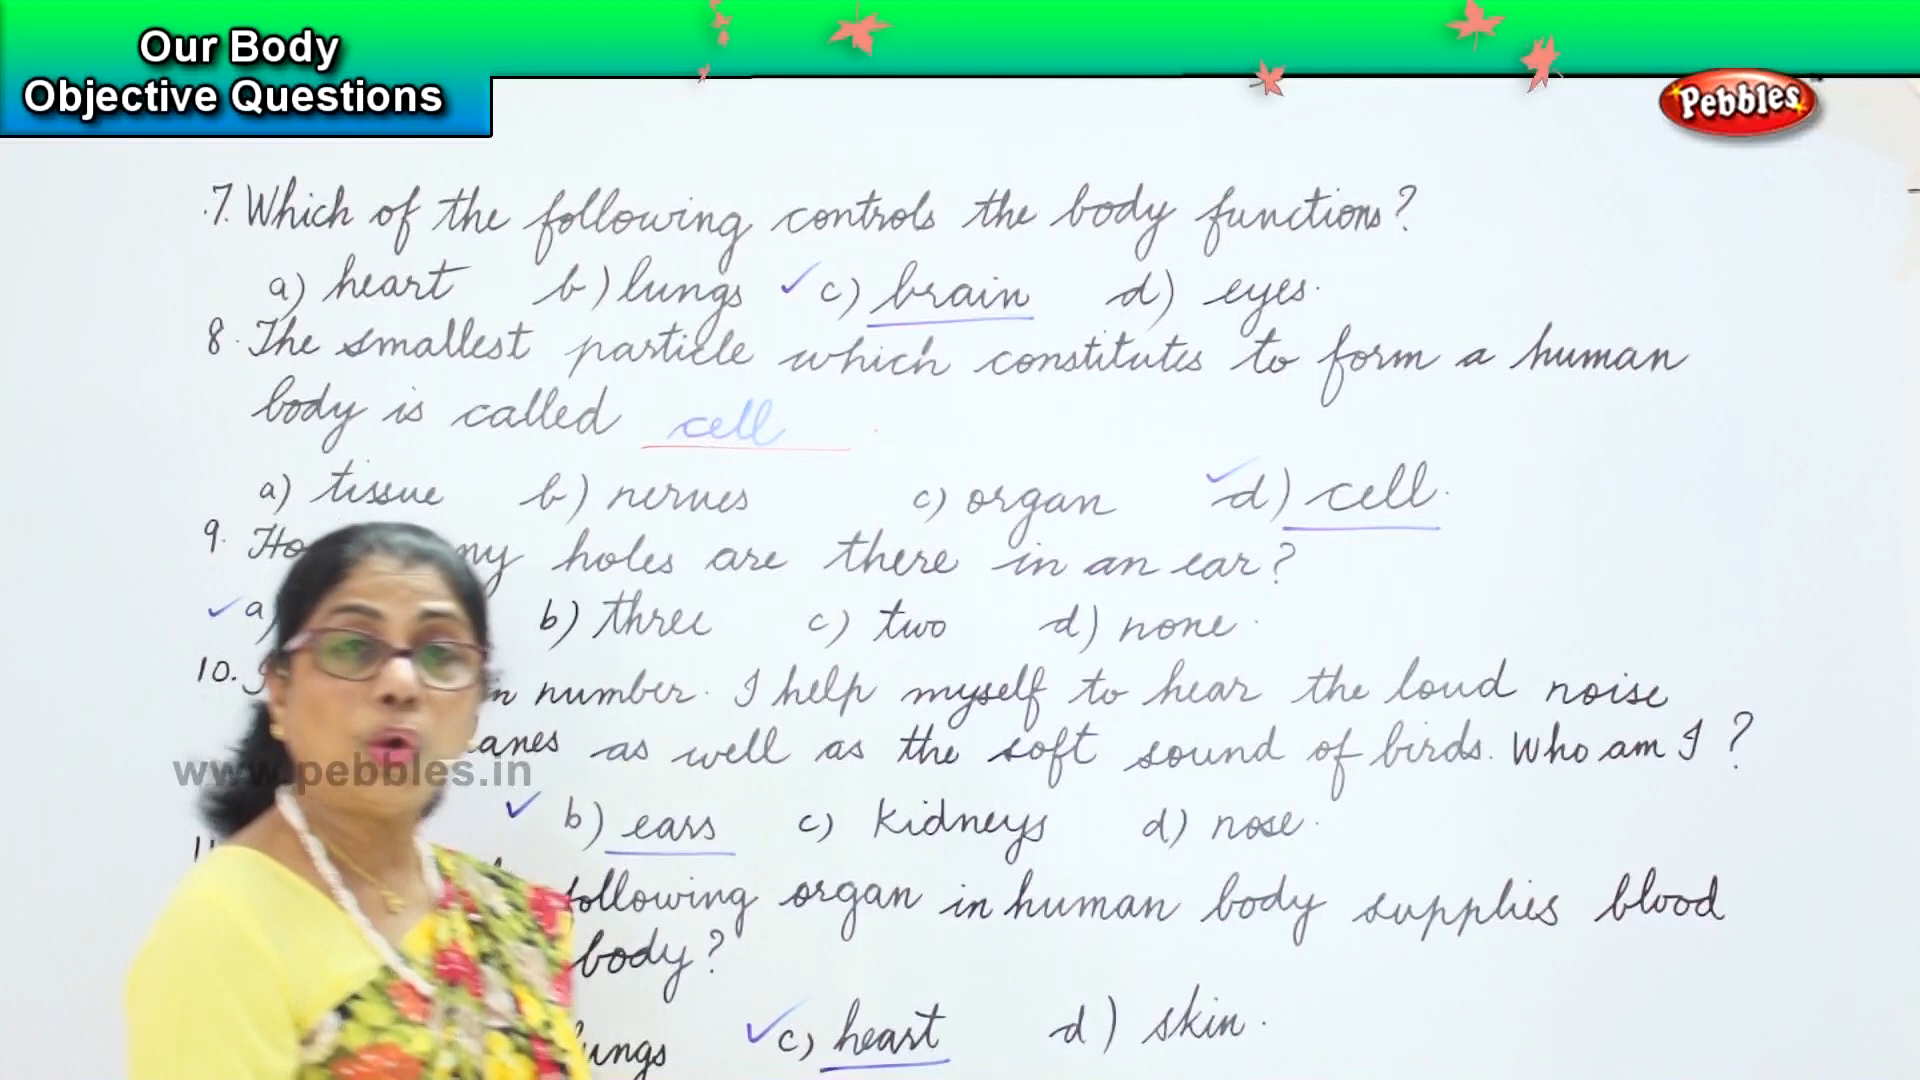 Our Body
Objective Questions
Pebbles
7. Which of the following controls the body functions?
a) heart b) lungs ✓ c) brain d) eyes.
8. The smallest particle which constitutes to form a human
body is called cell
a) tissue b) nerves c) organ ✓ d) cell.
9. holes are there in an ear?
✓ a) b) three c) two d) none.
10. number. I help myself to hear the loud noise
as well as the soft sound of birds. Who am I?
www.pebbles.in
✓ b) ears c) kidneys d) nose.
following organ in human body supplies blood
body?
lungs ✓ c) heart d) skin.